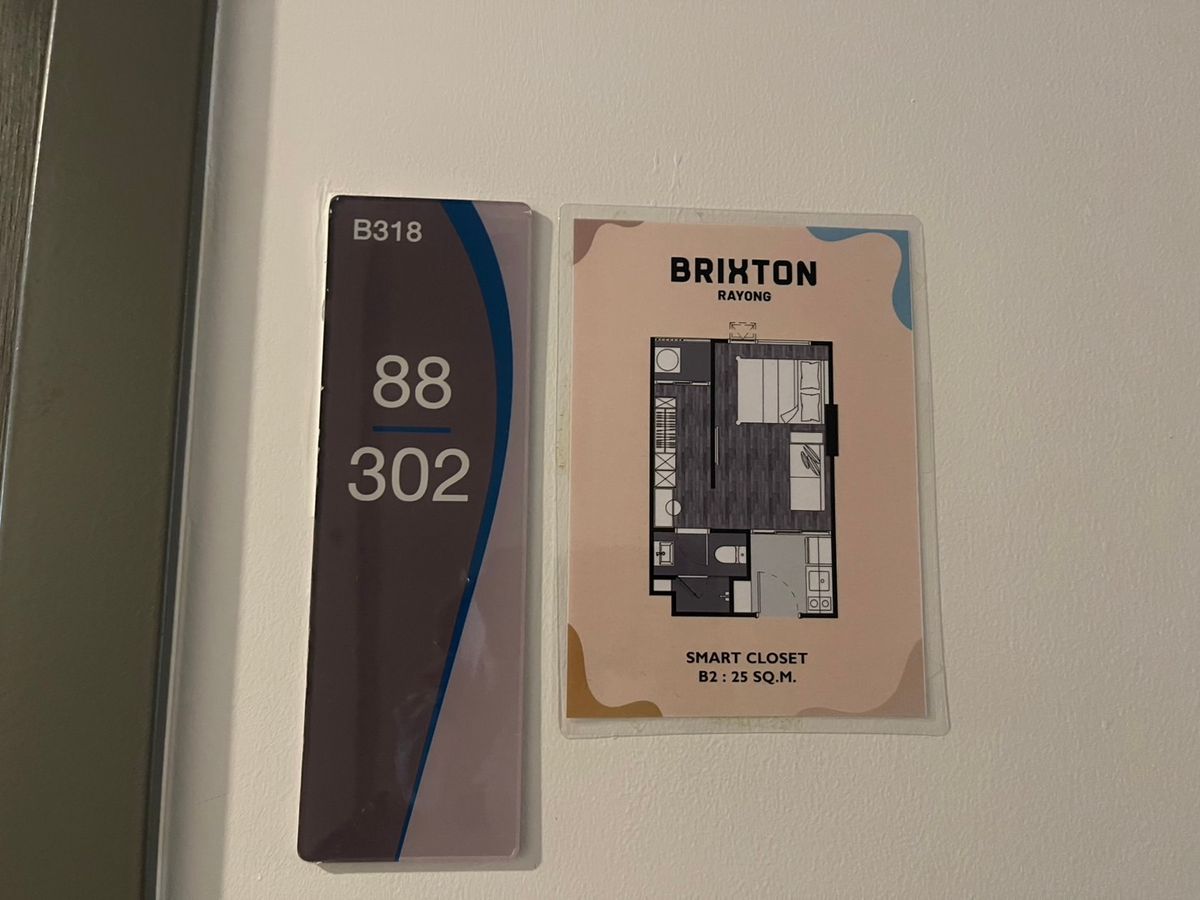 B318
88
302
BRIXTON
RAYONG
SMART CLOSET
B2 : 25 SQ.M.